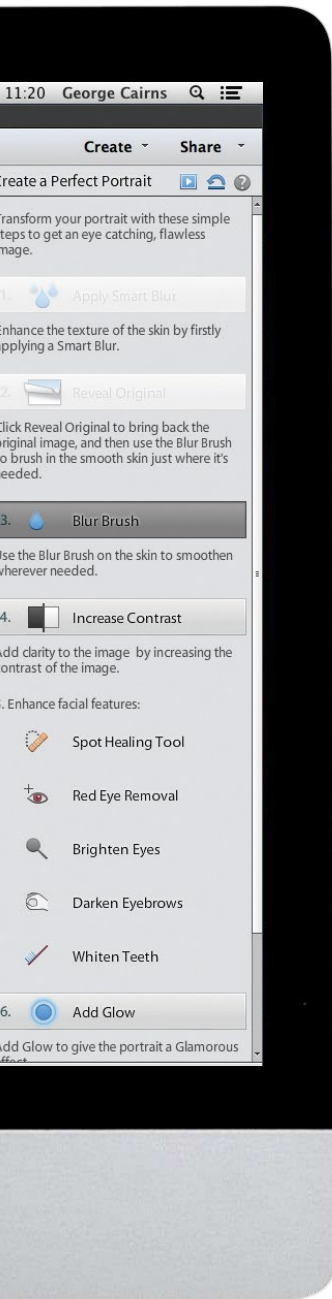 11:20 George Cairns
Create Share
Create a Perfect Portrait
Transform your portrait with these simple
steps to get an eye catching, flawless
image.
1. Apply Smart Blur
Enhance the texture of the skin by firstly
applying a Smart Blur.
2. Reveal Original
Click Reveal Original to bring back the
original image, and then use the Blur Brush
to brush in the smooth skin just where it's
needed.
3. Blur Brush
Use the Blur Brush on the skin to smoothen
wherever needed.
4. Increase Contrast
Add clarity to the image by increasing the
contrast of the image.
5. Enhance facial features:
Spot Healing Tool
Red Eye Removal
Brighten Eyes
Darken Eyebrows
Whiten Teeth
6. Add Glow
Add Glow to give the portrait a Glamorous
effect